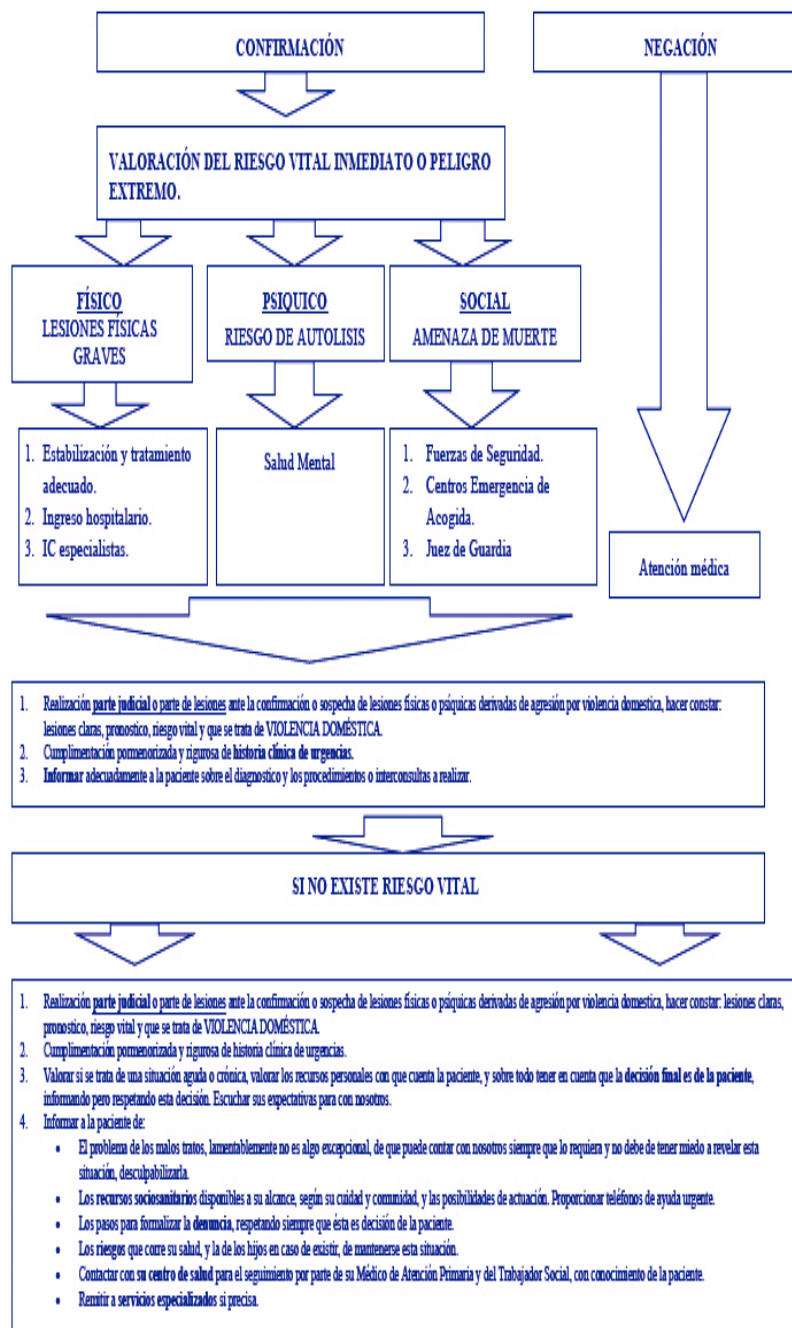 CONFIRMACIÓN
NEGACIÓN
VALORACIÓN DEL RIESGO VITAL INMEDIATO O PELIGRO
EXTREMO.
FÍSICO
LESIONES FÍSICAS
GRAVES
PSIQUICO
RIESGO DE AUTOLISIS
SOCIAL
AMENAZA DE MUERTE
1. Estabilización y tratamiento
adecuado.
2. Ingreso hospitalario.
3. IC especialistas.
Salud Mental
1. Fuerzas de Seguridad.
2. Centros Emergencia de
Acogida.
3. Juez de Guardia
Atención médica
1. Realización parte judicial o parte de lesiones ante la confirmación o sospecha de lesiones físicas o psíquicas derivadas de agresión por violencia domestica, hacer constar:
lesiones claras, pronostico, riesgo vital y que se trata de VIOLENCIA DOMÉSTICA.
2. Cumplimentación pormenorizada y rigurosa de historia clínica de urgencias.
3. Informar adecuadamente a la paciente sobre el diagnostico y los procedimientos o interconsultas a realizar.
SI NO EXISTE RIESGO VITAL
1. Realización parte judicial o parte de lesiones ante la confirmación o sospecha de lesiones físicas o psíquicas derivadas de agresión por violencia domestica, hacer constar: lesiones claras,
pronostico, riesgo vital y que se trata de VIOLENCIA DOMÉSTICA.
2. Cumplimentación pormenorizada y rigurosa de historia clínica de urgencias.
3. Valorar si se trata de una situación aguda o crónica, valorar los recursos personales con que cuenta la paciente, y sobre todo tener en cuenta que la decisión final es de la paciente,
informando pero respetando esta decisión. Escuchar sus expectativas para con nosotros.
4. Informar a la paciente de:
• El problema de los malos tratos, lamentablemente no es algo excepcional, de que puede contar con nosotros siempre que lo requiera y no debe de tener miedo a revelar esta
situación, desculpabilizarla.
• Los recursos sociosanitarios disponibles a su alcance, según su cuidad y comunidad, y las posibilidades de actuación. Proporcionar teléfonos de ayuda urgente.
• Los pasos para formalizar la denuncia, respetando siempre que ésta es decisión de la paciente.
• Los riesgos que corre su salud, y la de los hijos en caso de existir, de mantenerse esta situación.
• Contactar con su centro de salud para el seguimiento por parte de su Médico de Atención Primaria y del Trabajador Social, con conocimiento de la paciente.
• Remitir a servicios especializados si precisa.